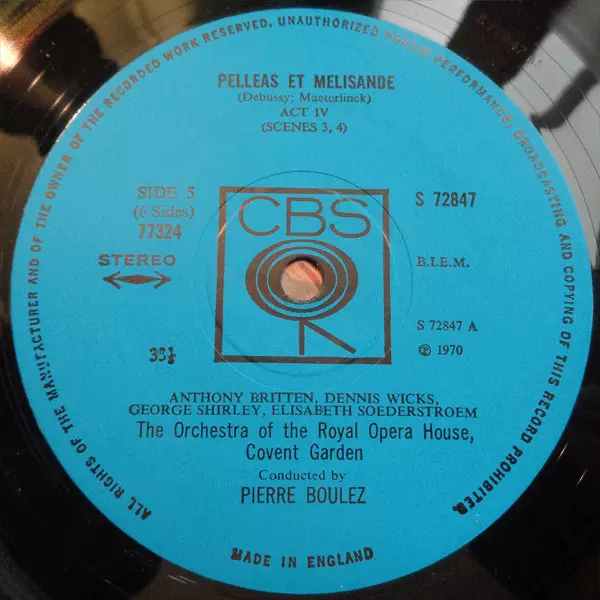 ALL RIGHTS OF THE MANUFACTURER AND OF THE OWNER OF THE RECORDED WORK RESERVED. UNAUTHORIZED PUBLIC PERFORMANCE, BROADCASTING AND COPYING OF THIS RECORD PROHIBITED.
PELLEAS ET MELISANDE
(Debussy; Maeterlinck)
ACT IV
(SCENES 3, 4)
SIDE 5
(6 Sides)
77324
STEREO
33⅓
CBS
S 72847
B.I.E.M.
S 72847 A
℗ 1970
ANTHONY BRITTEN, DENNIS WICKS,
GEORGE SHIRLEY, ELISABETH SOEDERSTROEM
The Orchestra of the Royal Opera House,
Covent Garden
Conducted by
PIERRE BOULEZ
MADE IN ENGLAND